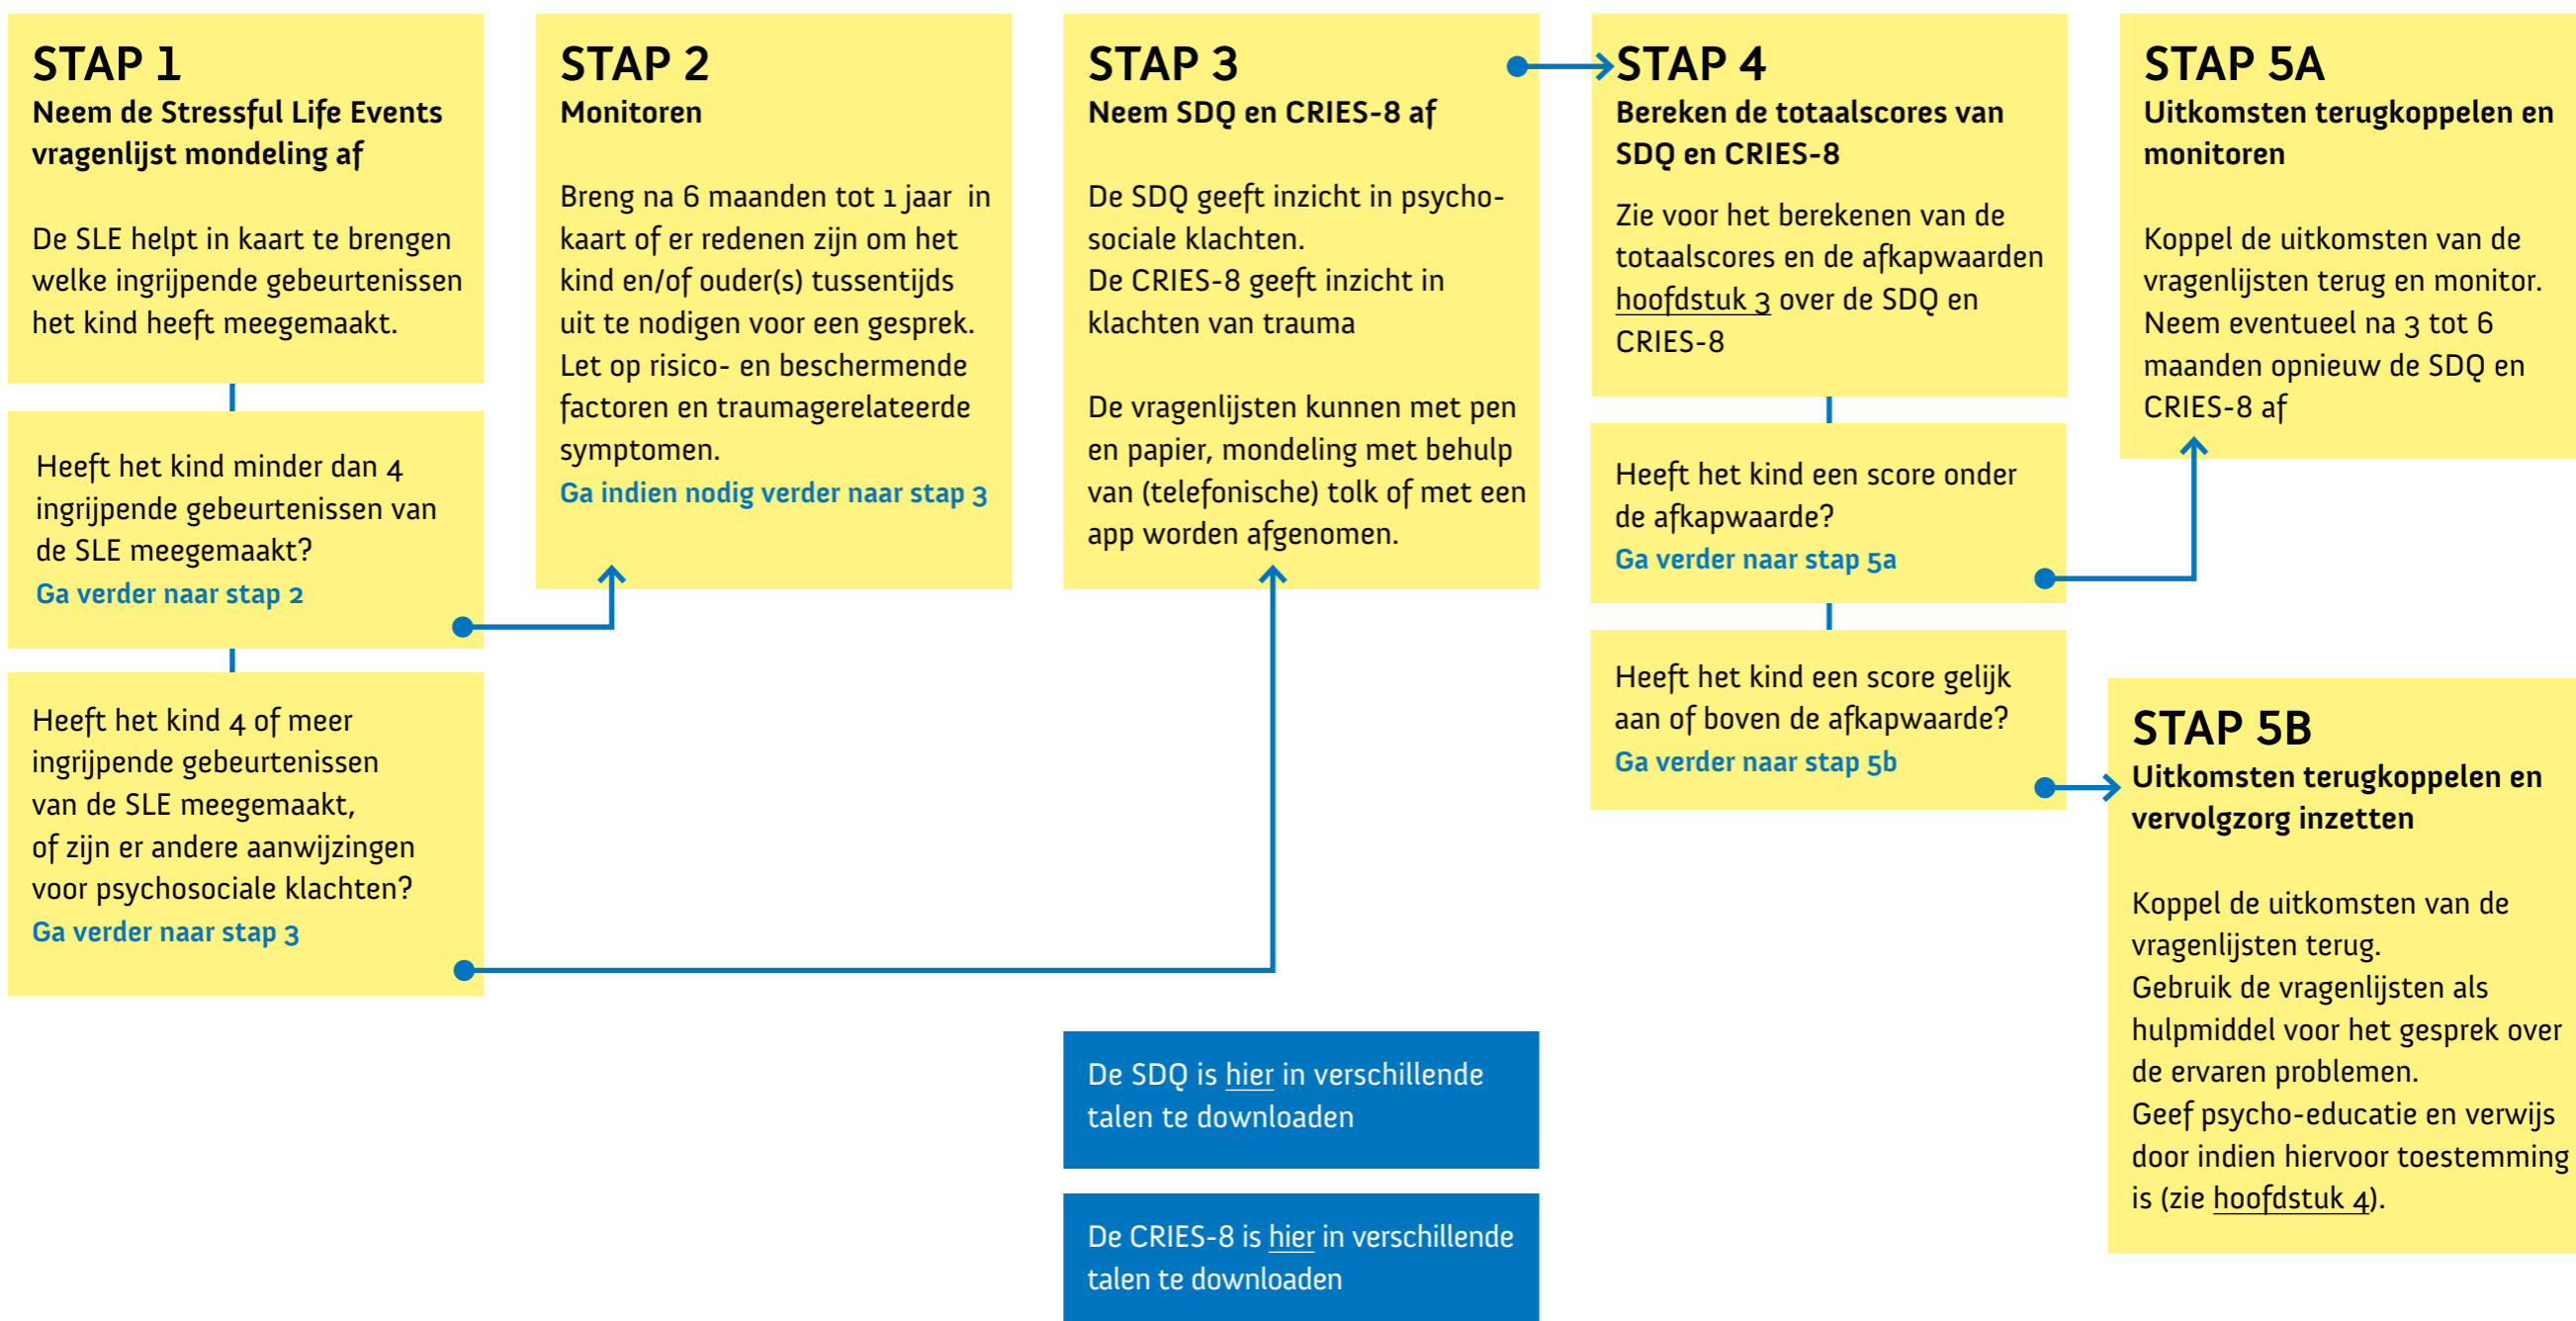 STAP 1
Neem de Stressful Life Events
vragenlijst mondeling af
De SLE helpt in kaart te brengen
welke ingrijpende gebeurtenissen
het kind heeft meegemaakt.
Heeft het kind minder dan 4
ingrijpende gebeurtenissen van
de SLE meegemaakt?
Ga verder naar stap 2
Heeft het kind 4 of meer
ingrijpende gebeurtenissen
van de SLE meegemaakt,
of zijn er andere aanwijzingen
voor psychosociale klachten?
Ga verder naar stap 3
STAP 2
Monitoren
Breng na 6 maanden tot 1 jaar in
kaart of er redenen zijn om het
kind en/of ouder(s) tussentijds
uit te nodigen voor een gesprek.
Let op risico- en beschermende
factoren en traumagerelateerde
symptomen.
Ga indien nodig verder naar stap 3
STAP 3
Neem SDQ en CRIES-8 af
De SDQ geeft inzicht in psycho-
sociale klachten.
De CRIES-8 geeft inzicht in
klachten van trauma
De vragenlijsten kunnen met pen
en papier, mondeling met behulp
van (telefonische) tolk of met een
app worden afgenomen.
De SDQ is hier in verschillende
talen te downloaden
De CRIES-8 is hier in verschillende
talen te downloaden
STAP 4
Bereken de totaalscores van
SDQ en CRIES-8
Zie voor het berekenen van de
totaalscores en de afkapwaarden
hoofdstuk 3 over de SDQ en
CRIES-8
Heeft het kind een score onder
de afkapwaarde?
Ga verder naar stap 5a
Heeft het kind een score gelijk
aan of boven de afkapwaarde?
Ga verder naar stap 5b
STAP 5A
Uitkomsten terugkoppelen en
monitoren
Koppel de uitkomsten van de
vragenlijsten terug en monitor.
Neem eventueel na 3 tot 6
maanden opnieuw de SDQ en
CRIES-8 af
STAP 5B
Uitkomsten terugkoppelen en
vervolgzorg inzetten
Koppel de uitkomsten van de
vragenlijsten terug.
Gebruik de vragenlijsten als
hulpmiddel voor het gesprek over
de ervaren problemen.
Geef psycho-educatie en verwijs
door indien hiervoor toestemming
is (zie hoofdstuk 4).